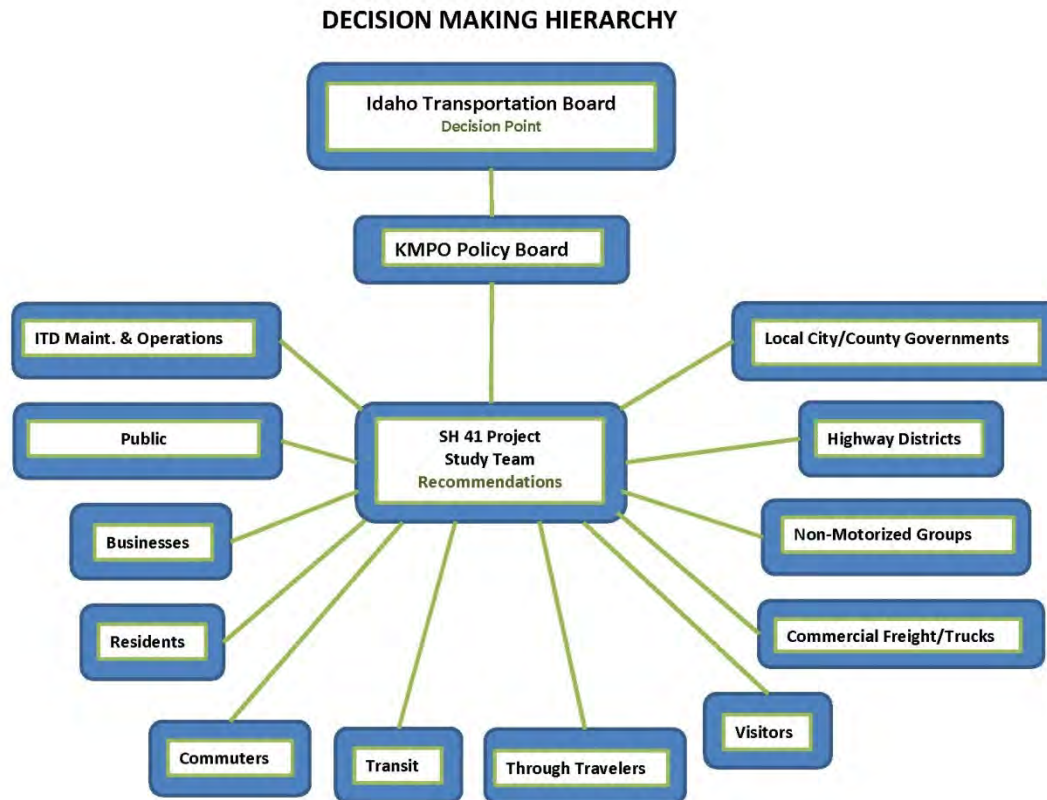 DECISION MAKING HIERARCHY
Idaho Transportation Board
Decision Point
KMPO Policy Board
ITD Maint. & Operations
Local City/County Governments
Public
SH 41 Project
Study Team
Recommendations
Highway Districts
Businesses
Non-Motorized Groups
Residents
Commercial Freight/Trucks
Commuters
Transit
Through Travelers
Visitors